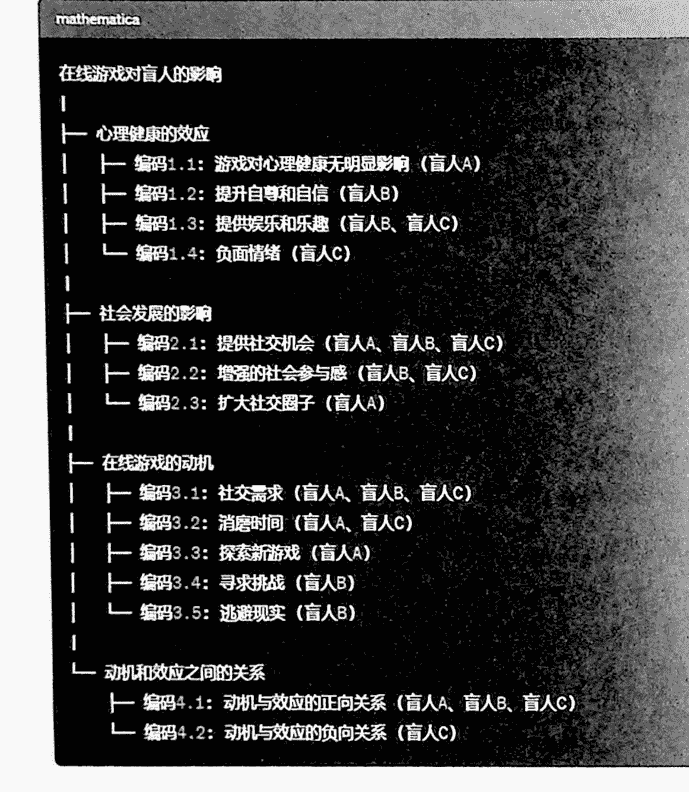 mathematica
在线游戏对盲人的影响
│
├── 心理健康的效应
│   ├── 编码1.1: 游戏对心理健康无明显影响 (盲人A)
│   ├── 编码1.2: 提升自尊和自信 (盲人B)
│   ├── 编码1.3: 提供娱乐和乐趣 (盲人B、盲人C)
│   └── 编码1.4: 负面情绪 (盲人C)
│
├── 社会发展的影响
│   ├── 编码2.1: 提供社交机会 (盲人A、盲人B、盲人C)
│   ├── 编码2.2: 增强的社会参与感 (盲人B、盲人C)
│   └── 编码2.3: 扩大社交圈子 (盲人A)
│
├── 在线游戏的动机
│   ├── 编码3.1: 社交需求 (盲人A、盲人B、盲人C)
│   ├── 编码3.2: 消磨时间 (盲人A、盲人C)
│   ├── 编码3.3: 探索新游戏 (盲人A)
│   ├── 编码3.4: 寻求挑战 (盲人B)
│   └── 编码3.5: 逃避现实 (盲人B)
│
└── 动机和效应之间的关系
    ├── 编码4.1: 动机与效应的正向关系 (盲人A、盲人B、盲人C)
    └── 编码4.2: 动机与效应的负向关系 (盲人C)